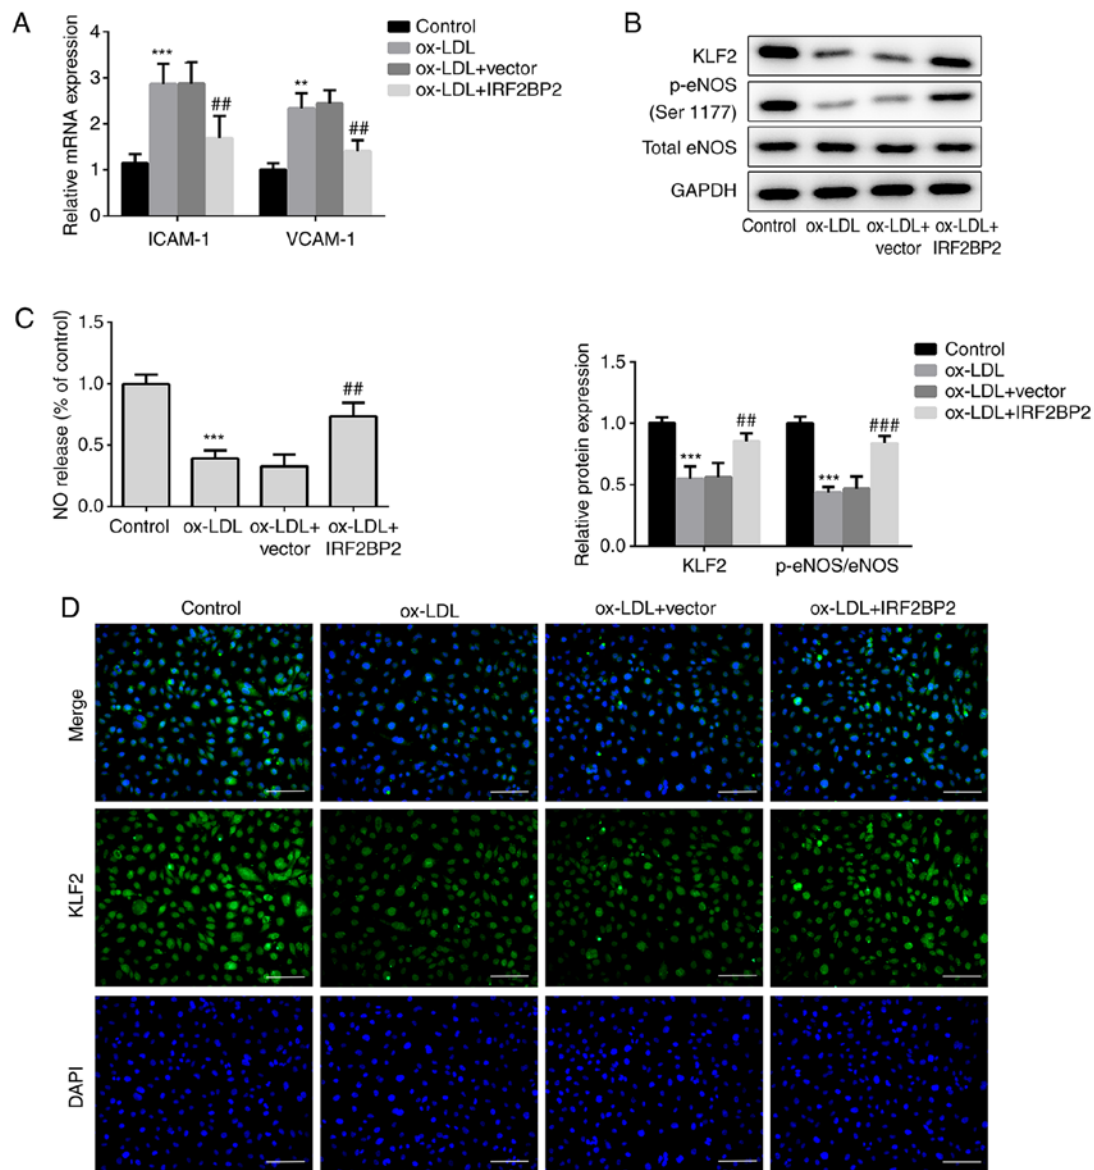 A
Relative mRNA expression
4
3
2
1
0
***
##
**
##
ICAM-1
VCAM-1
Control
ox-LDL
ox-LDL+vector
ox-LDL+IRF2BP2
B
KLF2
p-eNOS
(Ser 1177)
Total eNOS
GAPDH
Control
ox-LDL
ox-LDL+
vector
ox-LDL+
IRF2BP2
C
NO release (% of control)
1.5
1.0
0.5
0.0
***
##
Control
ox-LDL
ox-LDL+
vector
ox-LDL+
IRF2BP2
Relative protein expression
1.5
1.0
0.5
0.0
***
##
***
###
KLF2
p-eNOS/eNOS
Control
ox-LDL
ox-LDL+vector
ox-LDL+IRF2BP2
D
Control
ox-LDL
ox-LDL+vector
ox-LDL+IRF2BP2
Merge
KLF2
DAPI